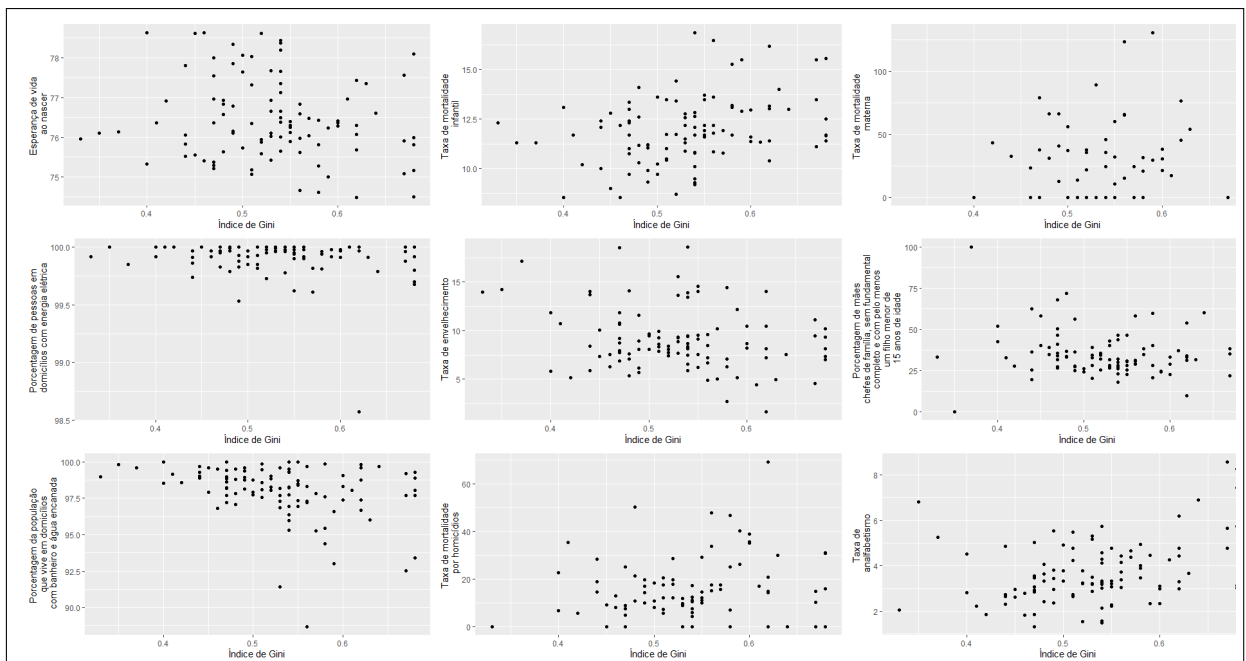 Esperança de vida
ao nascer
78
77
76
75
0.4
0.5
0.6
Índice de Gini
Taxa de mortalidade
infantil
15.0
12.5
10.0
0.4
0.5
0.6
Índice de Gini
Taxa de mortalidade
materna
100
50
0
0.4
0.5
0.6
Índice de Gini
Porcentagem de pessoas em
domicílios com energia elétrica
100.0
99.5
99.0
98.5
0.4
0.5
0.6
Índice de Gini
Taxa de envelhecimento
15
10
5
0.4
0.5
0.6
Índice de Gini
Porcentagem de mães
chefes de família, sem fundamental
completo e com pelo menos
um filho menor de
15 anos de idade
100
75
50
25
0
0.4
0.5
0.6
Índice de Gini
Porcentagem da população
que vive em domicílios
com banheiro e água encanada
100.0
97.5
95.0
92.5
90.0
0.4
0.5
0.6
Índice de Gini
Taxa de mortalidade
por homicídios
60
40
20
0
0.4
0.5
0.6
Índice de Gini
Taxa de
analfabetismo
8
6
4
2
0.4
0.5
0.6
Índice de Gini